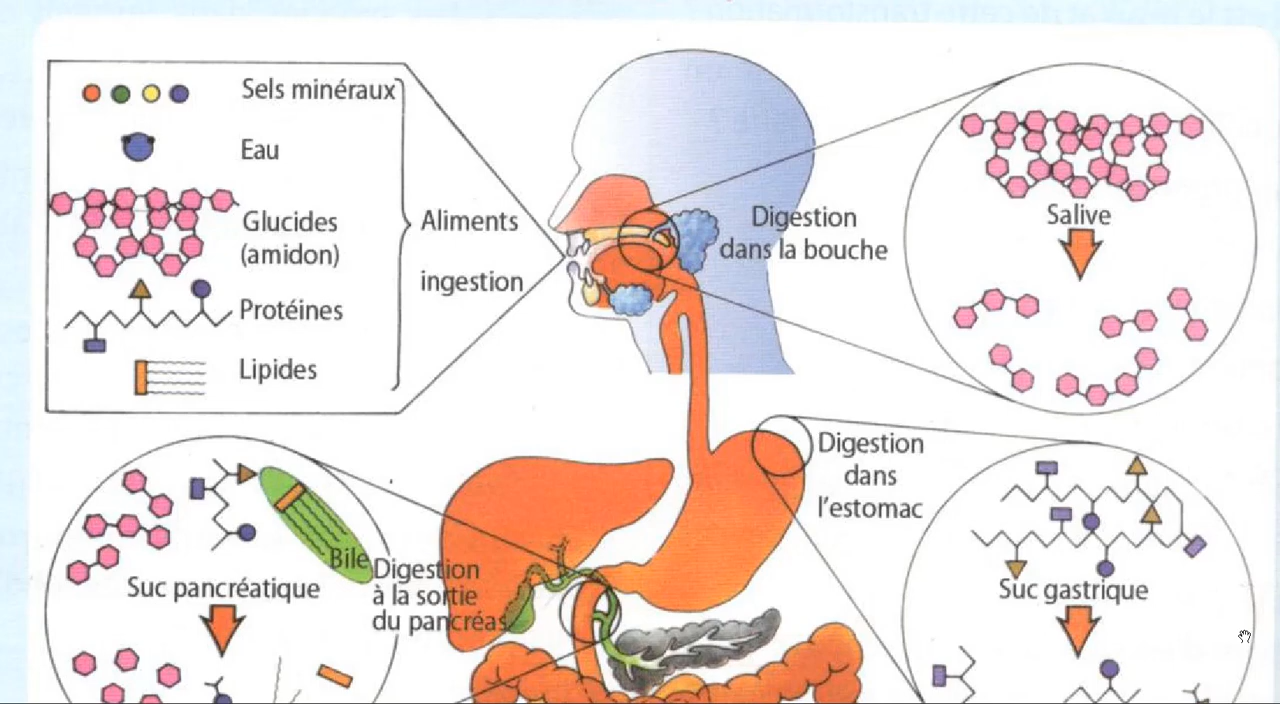 Sels minéraux
Eau
Glucides
(amidon)
Protéines
Lipides
Aliments
ingestion
Digestion
dans la bouche
Salive
Digestion
dans
l'estomac
Suc gastrique
Bile
Suc pancréatique
Digestion
à la sortie
du pancréas